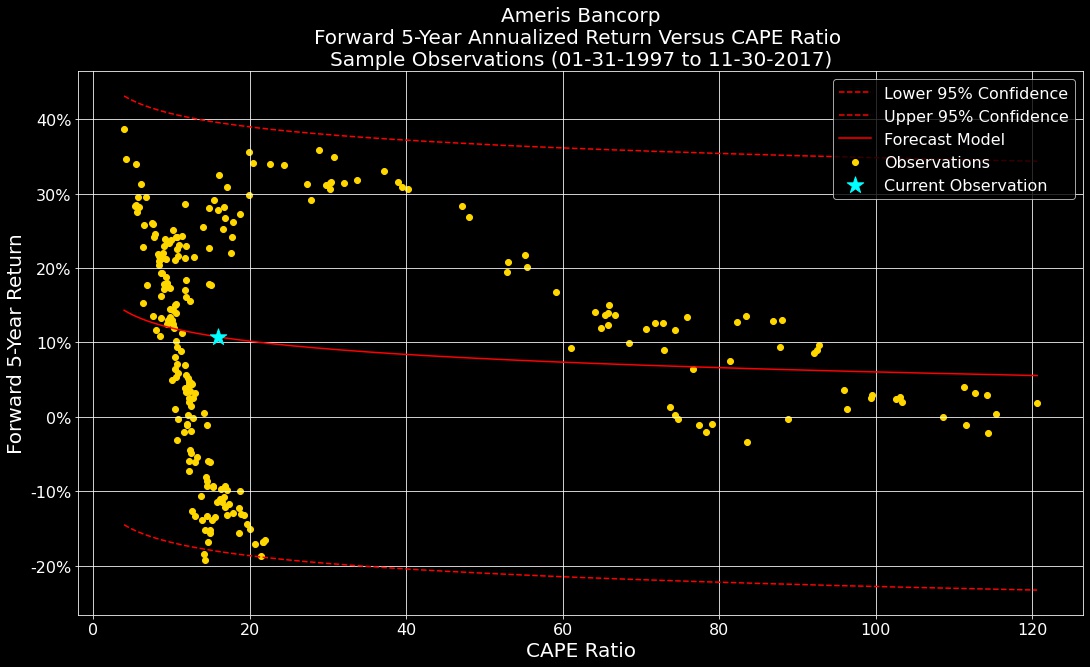 Ameris Bancorp
Forward 5-Year Annualized Return Versus CAPE Ratio
Sample Observations (01-31-1997 to 11-30-2017)
Lower 95% Confidence
Upper 95% Confidence
Forecast Model
Observations
Current Observation
Forward 5-Year Return
40%
30%
20%
10%
0%
-10%
-20%
0 20 40 60 80 100 120
CAPE Ratio